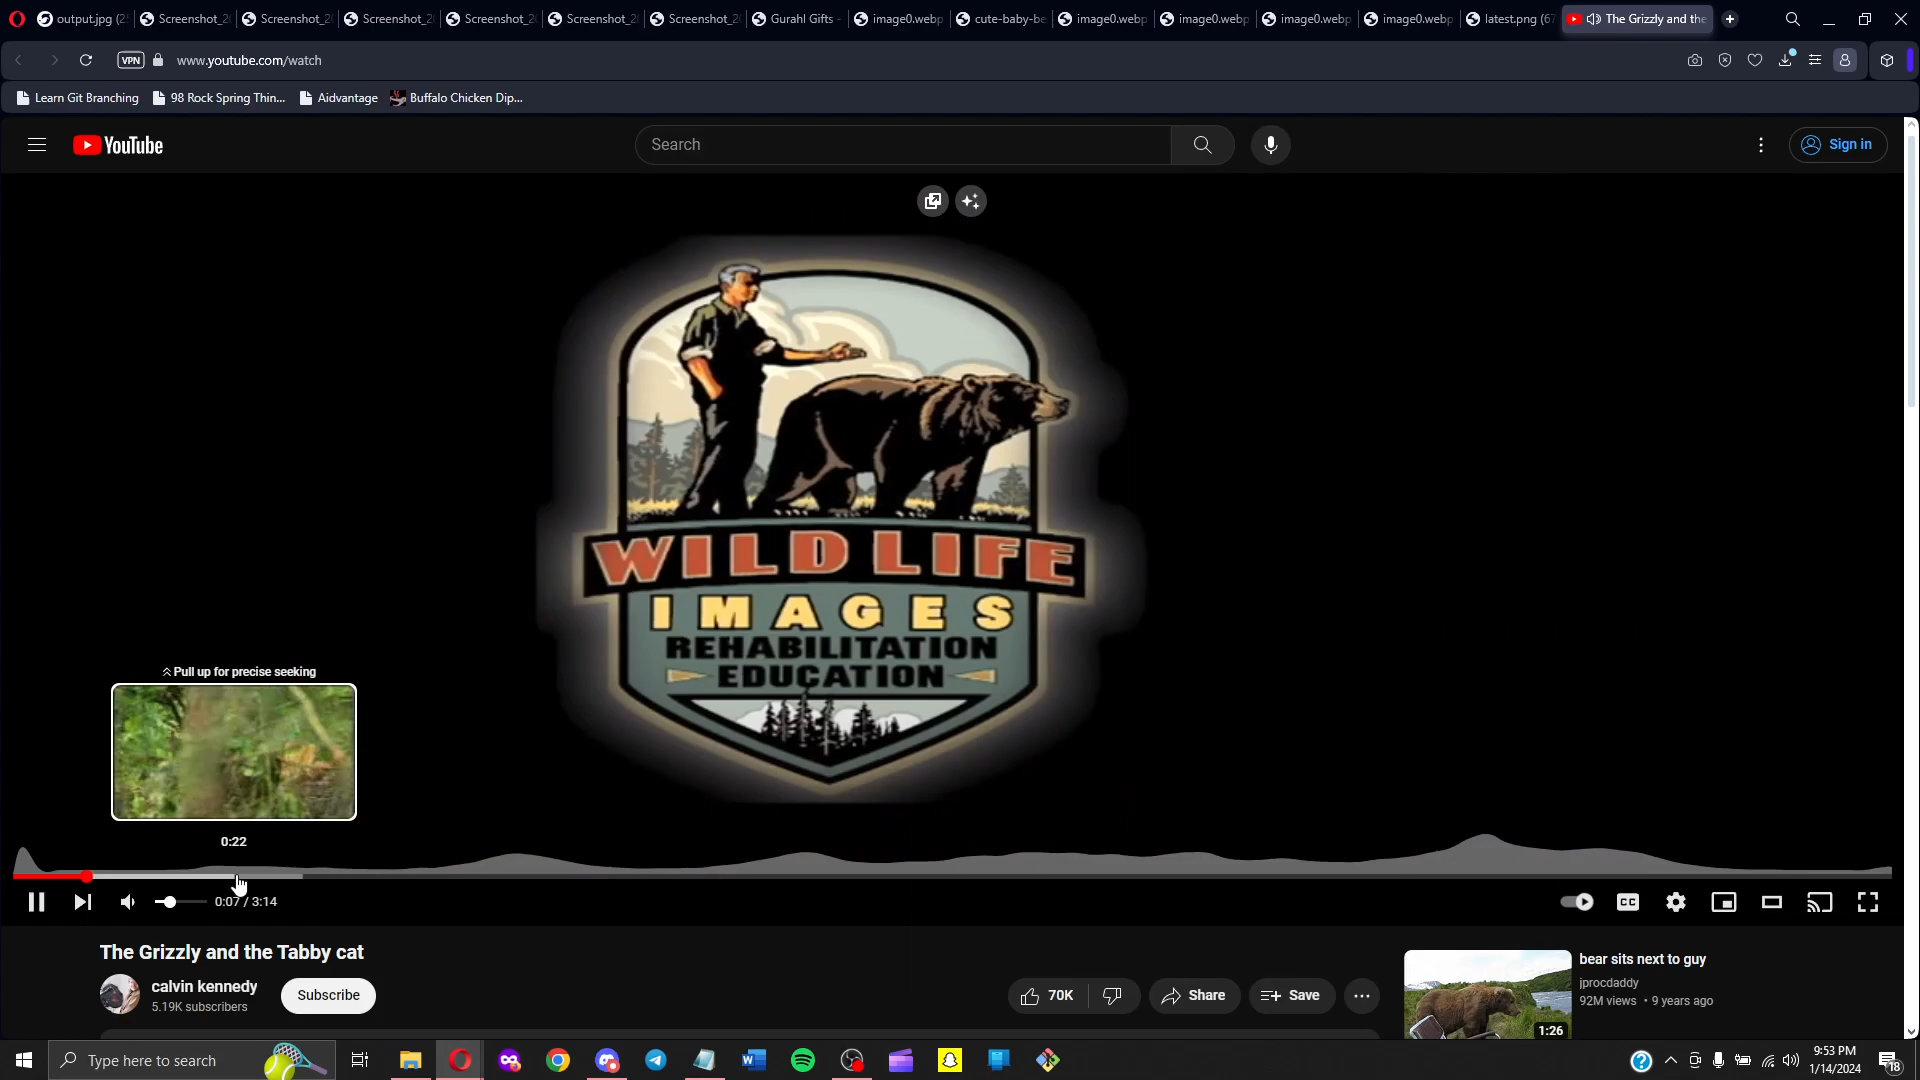 output.jpg (2
Screenshot_2
Screenshot_2
Screenshot_2
Screenshot_2
Screenshot_2
Screenshot_2
Gurahl Gifts -
image0.webp
cute-baby-be
image0.webp
image0.webp
image0.webp
image0.webp
latest.png (67
The Grizzly and the
VPN
www.youtube.com/watch
Learn Git Branching
98 Rock Spring Thin...
Aidvantage
Buffalo Chicken Dip...
YouTube
Search
Sign in
WILD LIFE
IMAGES
REHABILITATION
EDUCATION
Pull up for precise seeking
0:22
0:07 / 3:14
CC
The Grizzly and the Tabby cat
calvin kennedy
5.19K subscribers
Subscribe
70K
Share
Save
bear sits next to guy
jprocdaddy
92M views • 9 years ago
1:26
Type here to search
9:53 PM
1/14/2024
18